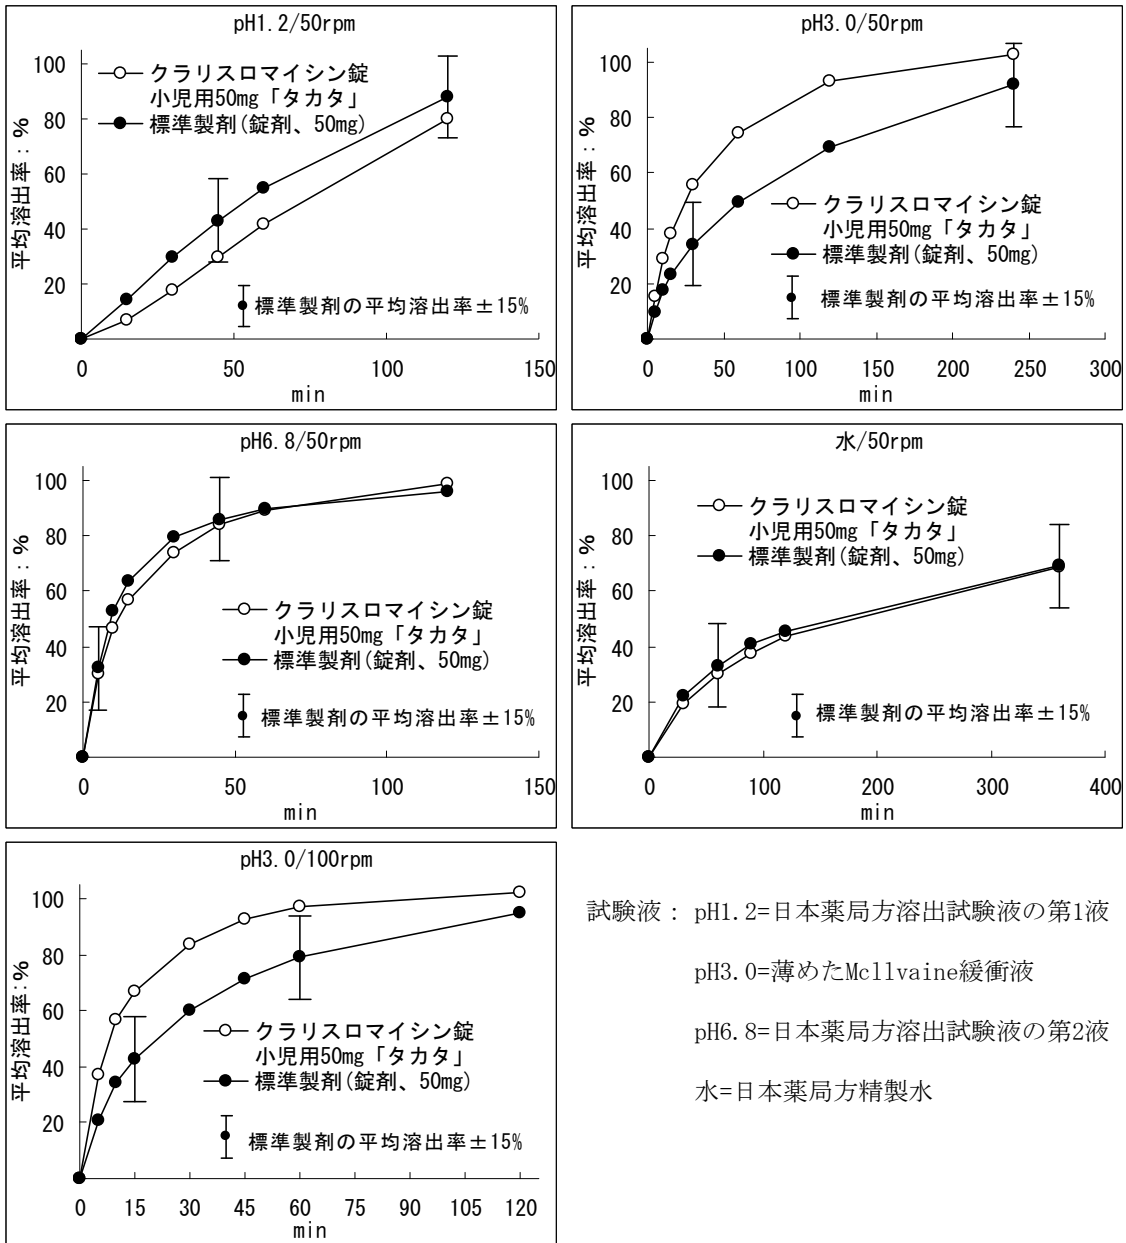 pH1.2/50rpm
平均溶出率：%
100
80
60
40
20
クラリスロマイシン錠
小児用50mg「タカタ」
標準製剤(錠剤、50mg)
標準製剤の平均溶出率±15%
0 50 100 150
min
pH3.0/50rpm
平均溶出率：%
100
80
60
40
20
クラリスロマイシン錠
小児用50mg「タカタ」
標準製剤(錠剤、50mg)
標準製剤の平均溶出率±15%
0 50 100 150 200 250 300
min
pH6.8/50rpm
平均溶出率：%
100
80
60
40
20
クラリスロマイシン錠
小児用50mg「タカタ」
標準製剤(錠剤、50mg)
標準製剤の平均溶出率±15%
0 50 100 150
min
水/50rpm
平均溶出率：%
100
80
60
40
20
クラリスロマイシン錠
小児用50mg「タカタ」
標準製剤(錠剤、50mg)
標準製剤の平均溶出率±15%
0 100 200 300 400
min
pH3.0/100rpm
平均溶出率：%
100
80
60
40
20
クラリスロマイシン錠
小児用50mg「タカタ」
標準製剤(錠剤、50mg)
標準製剤の平均溶出率±15%
0 15 30 45 60 75 90 105 120
min
試験液：pH1.2=日本薬局方溶出試験液の第1液
pH3.0=薄めたMcllvaine緩衝液
pH6.8=日本薬局方溶出試験液の第2液
水=日本薬局方精製水